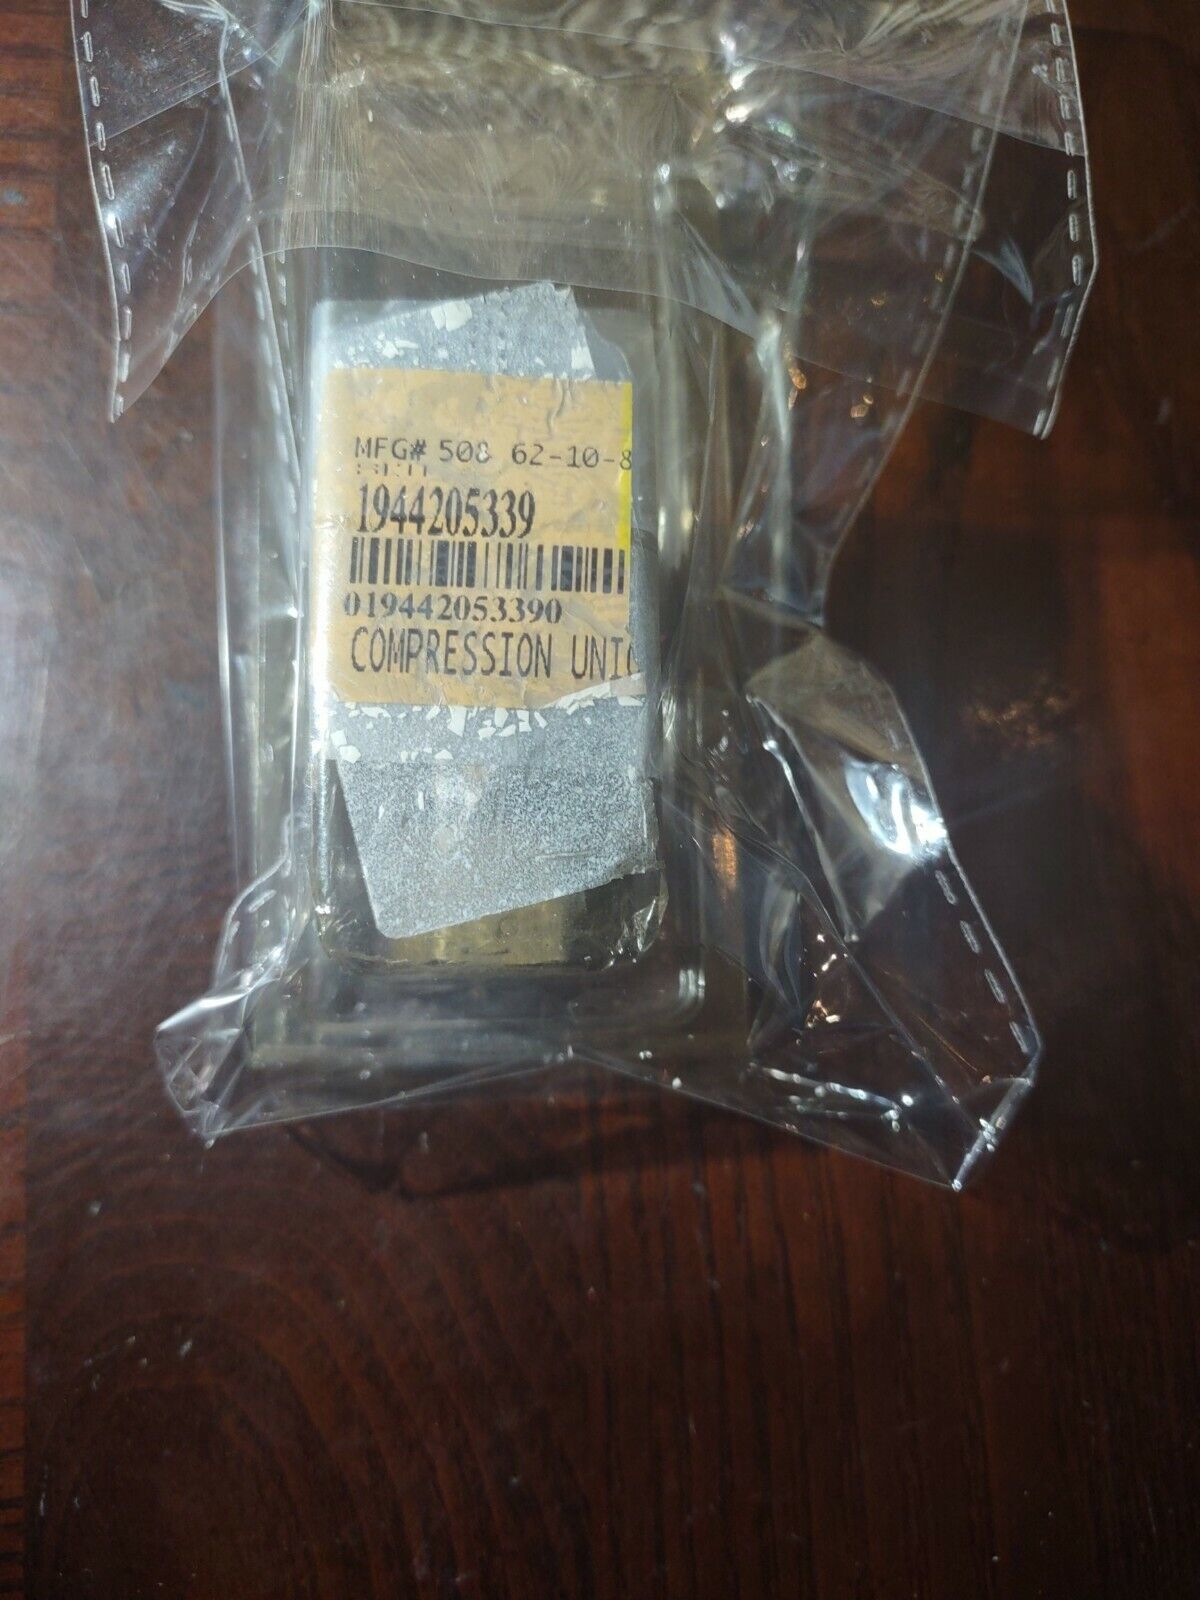 MFG# 508 62-10-8
1944205339
019442053390
COMPRESSION UNIO